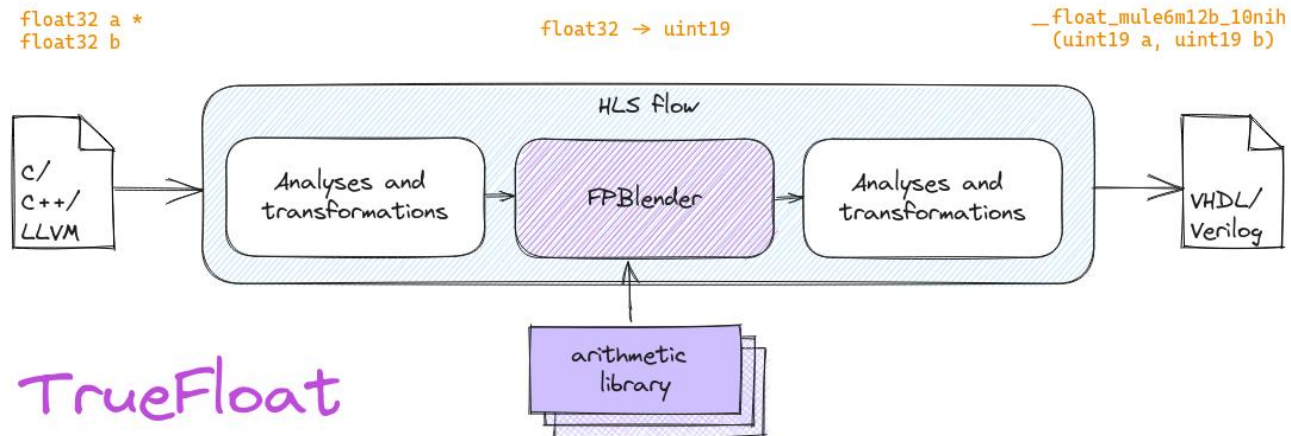 float32 a *
float32 b
float32 → uint19
__float_mule6m12b_10nih
(uint19 a, uint19 b)
HLS flow
C/
C++/
LLVM
Analyses and
transformations
FPBlender
Analyses and
transformations
VHDL/
Verilog
arithmetic
library
TrueFloat